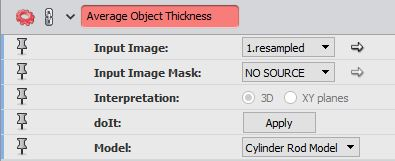 Average Object Thickness
Input Image: 1.resampled
Input Image Mask: NO SOURCE
Interpretation: 3D XY planes
doIt: Apply
Model: Cylinder Rod Model